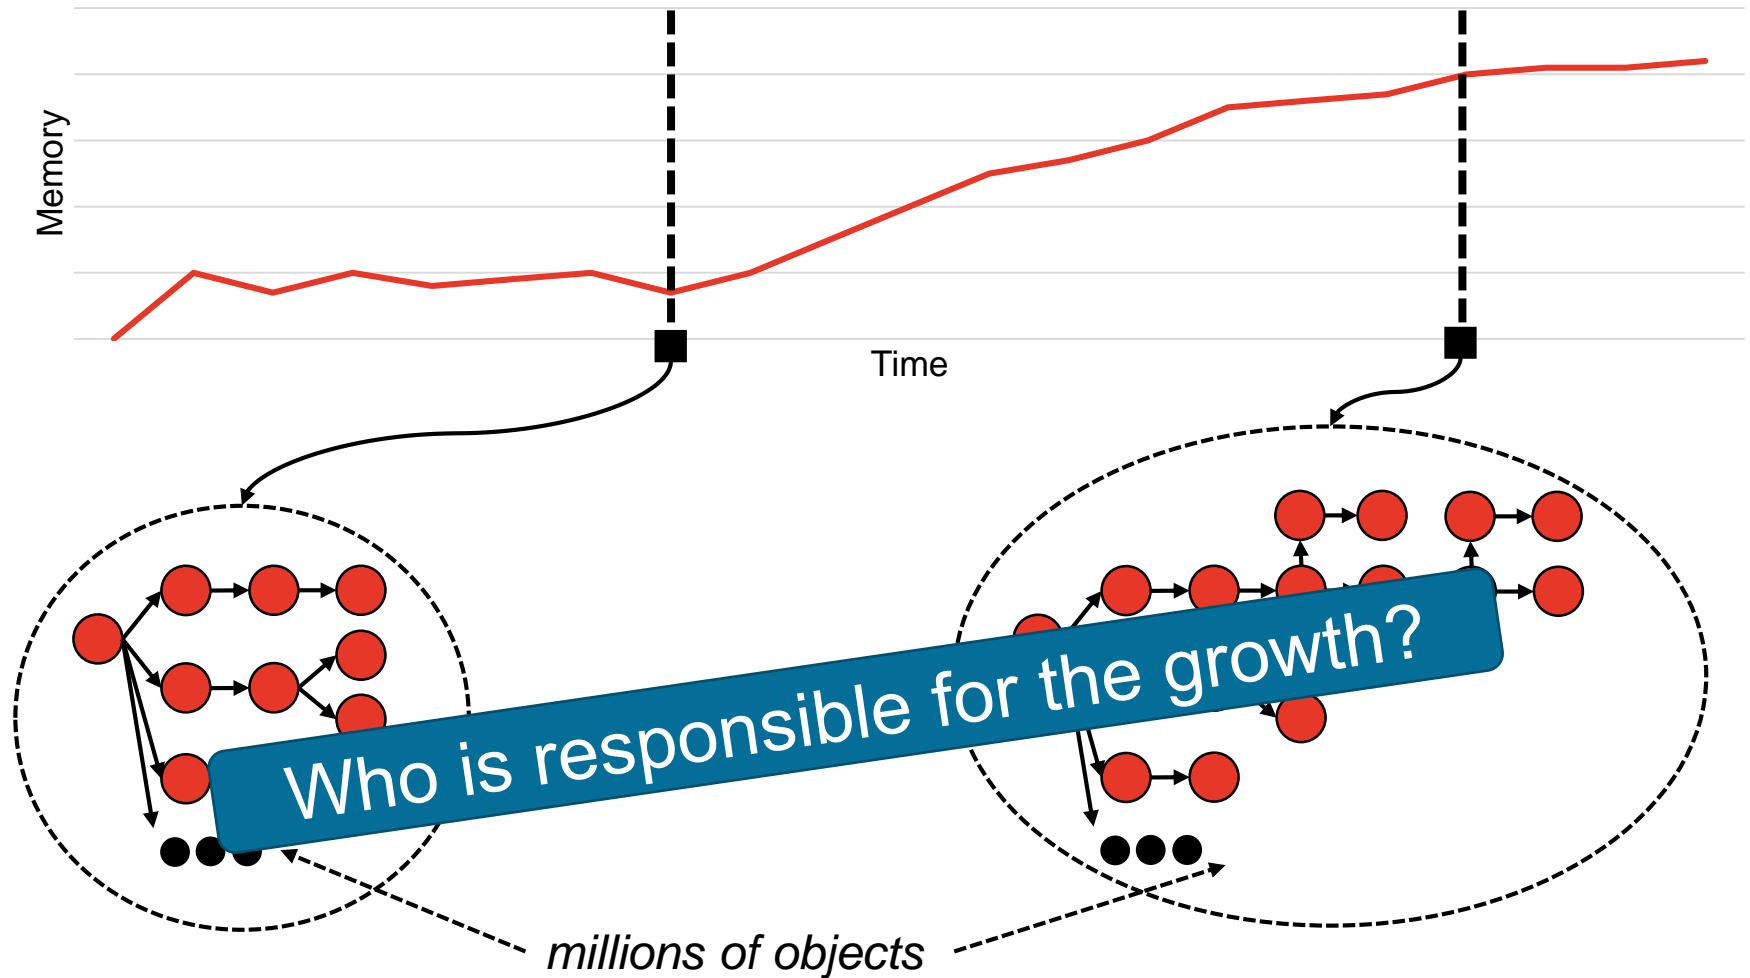 Memory
Time
Who is responsible for the growth?
millions of objects